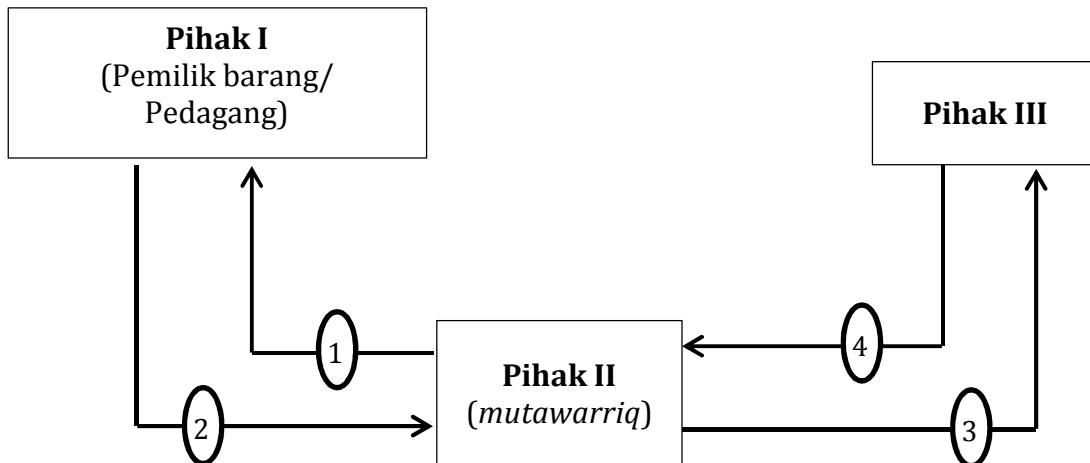 Pihak I
(Pemilik barang/
Pedagang)
Pihak III
1
4
Pihak II
(mutawarriq)
2
3